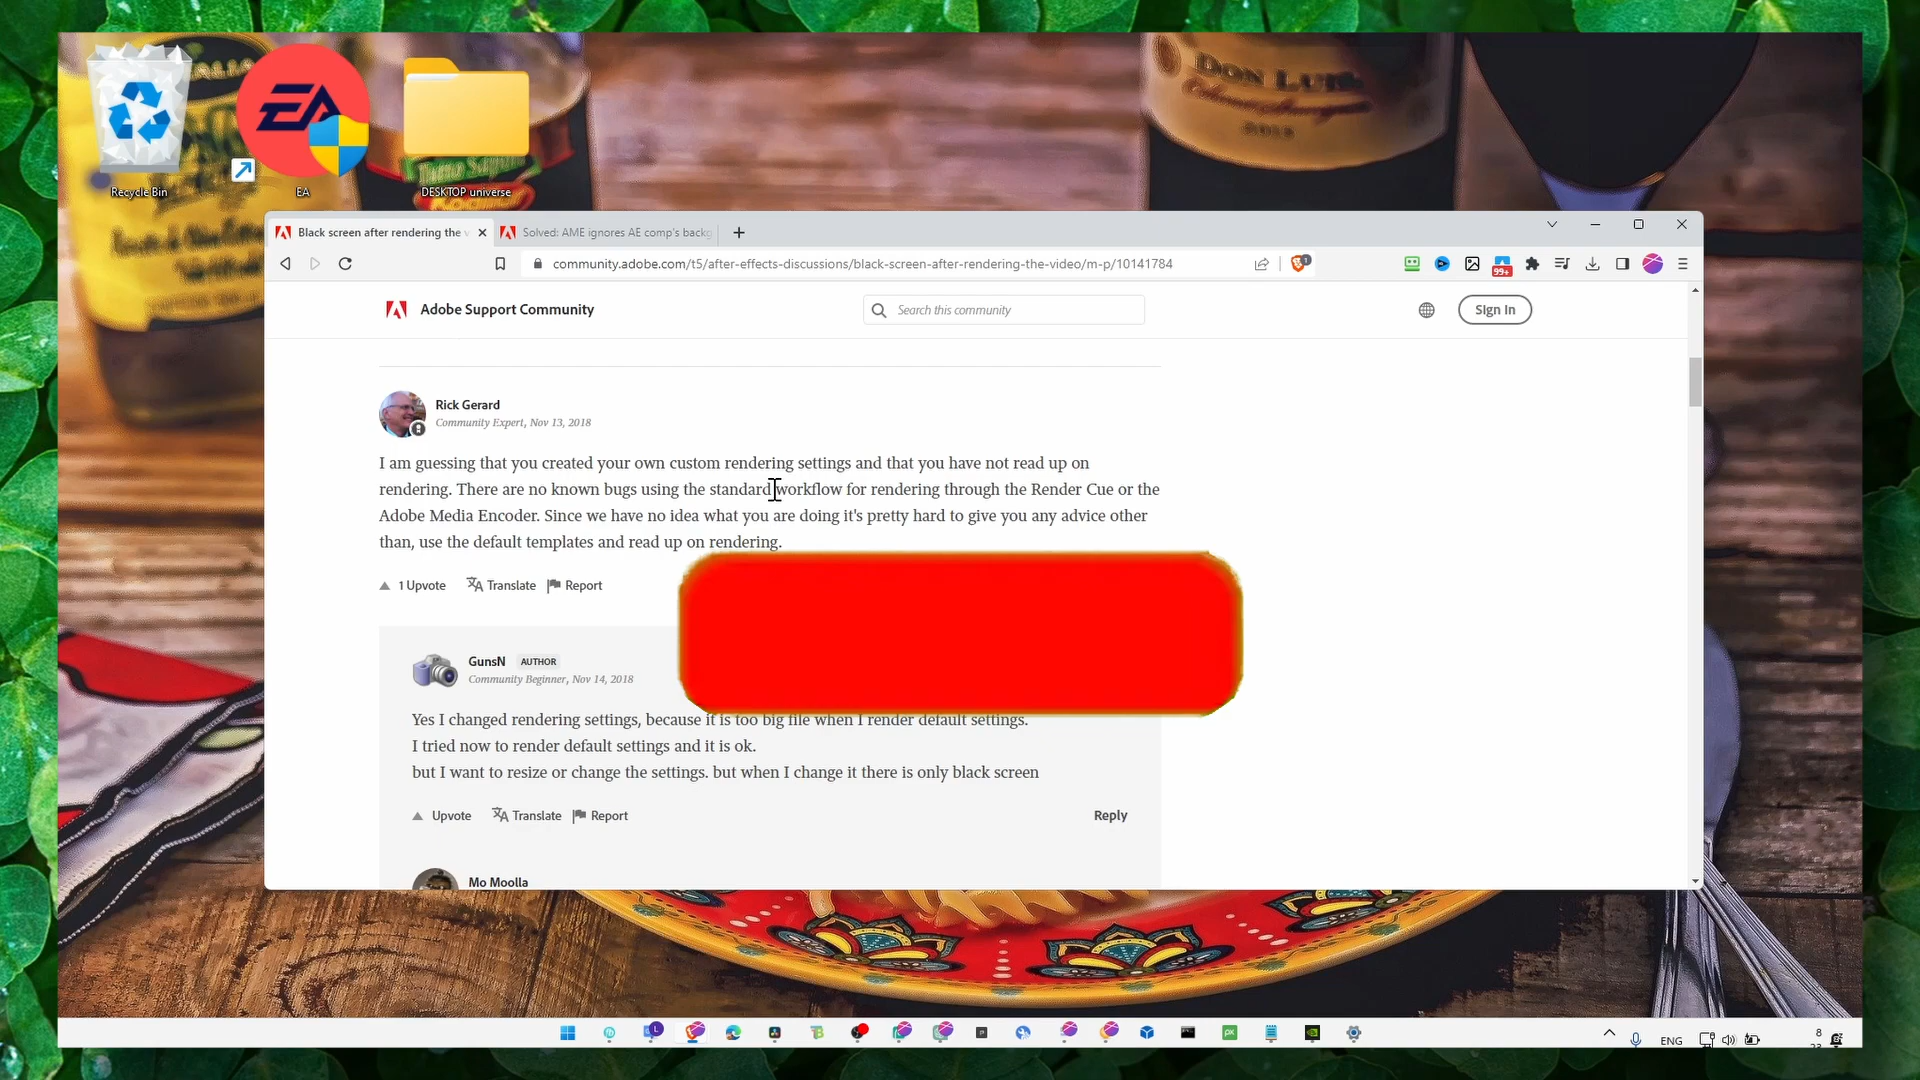 DON LUIS
2015
Recycle Bin
EA
DESKTOP universe
Black screen after rendering the v
Solved: AME ignores AE comp's backg
community.adobe.com/t5/after-effects-discussions/black-screen-after-rendering-the-video/m-p/10141784
1
99+
Adobe Support Community
Search this community
Sign In
Rick Gerard
Community Expert, Nov 13, 2018
I am guessing that you created your own custom rendering settings and that you have not read up on
rendering. There are no known bugs using the standard workflow for rendering through the Render Cue or the
Adobe Media Encoder. Since we have no idea what you are doing it's pretty hard to give you any advice other
than, use the default templates and read up on rendering.
1 Upvote Translate Report
GunsN AUTHOR
Community Beginner, Nov 14, 2018
Yes I changed rendering settings, because it is too big file when I render default settings.
I tried now to render default settings and it is ok.
but I want to resize or change the settings. but when I change it there is only black screen
Upvote Translate Report Reply
Mo Moolla
ENG
8